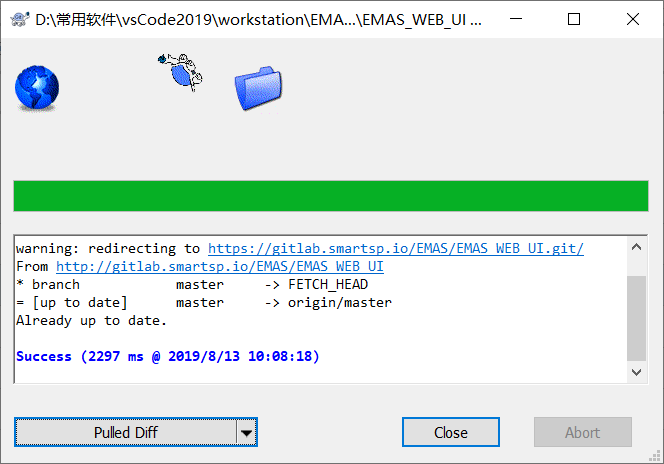 D:\常用软件\vsCode2019\workstation\EMA...\EMAS_WEB_UI ...
warning: redirecting to https://gitlab.smartsp.io/EMAS/EMAS_WEB_UI.git/
From http://gitlab.smartsp.io/EMAS/EMAS_WEB_UI
* branch            master     -> FETCH_HEAD
= [up to date]      master     -> origin/master
Already up to date.
Success (2297 ms @ 2019/8/13 10:08:18)
Pulled Diff
Close
Abort